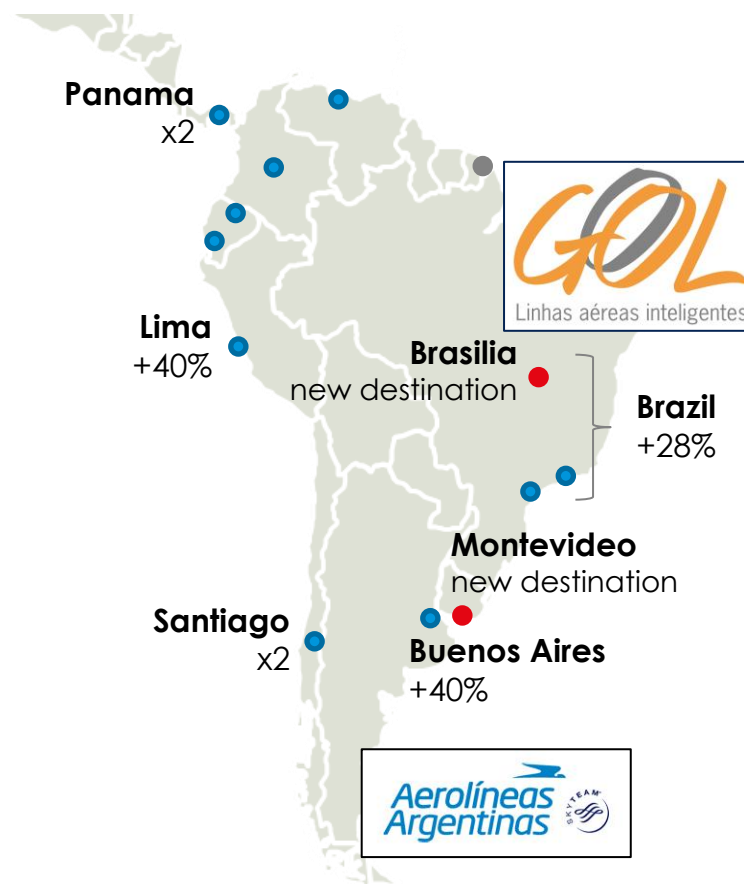 Panama
x2
GOL
Linhas aéreas inteligentes
Lima
+40%
Brasilia
new destination
Brazil
+28%
Montevideo
new destination
Santiago
x2
Buenos Aires
+40%
Aerolíneas
Argentinas
SKYTEAM